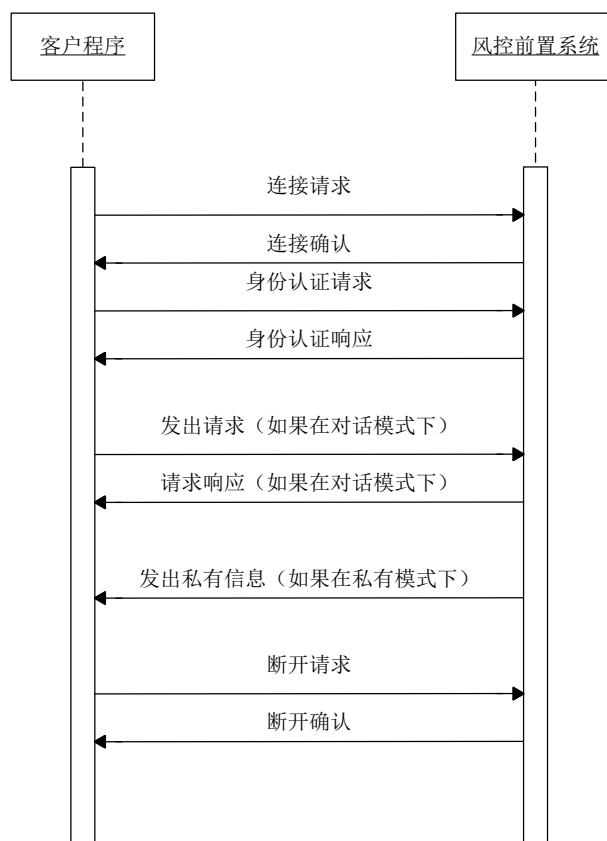 客户程序
风控前置系统
连接请求
连接确认
身份认证请求
身份认证响应
发出请求（如果在对话模式下）
请求响应（如果在对话模式下）
发出私有信息（如果在私有模式下）
断开请求
断开确认